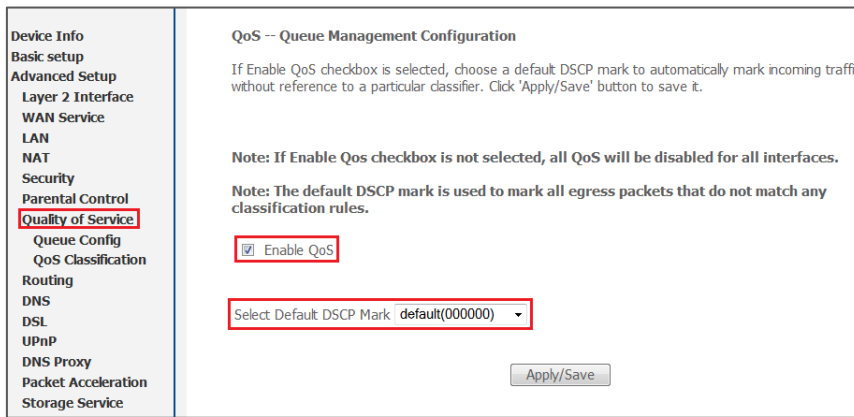 Device Info
Basic setup
Advanced Setup
Layer 2 Interface
WAN Service
LAN
NAT
Security
Parental Control
Quality of Service
Queue Config
QoS Classification
Routing
DNS
DSL
UPnP
DNS Proxy
Packet Acceleration
Storage Service
QoS -- Queue Management Configuration
If Enable QoS checkbox is selected, choose a default DSCP mark to automatically mark incoming traffi
without reference to a particular classifier. Click 'Apply/Save' button to save it.
Note: If Enable Qos checkbox is not selected, all QoS will be disabled for all interfaces.
Note: The default DSCP mark is used to mark all egress packets that do not match any
classification rules.
Enable QoS
Select Default DSCP Mark default(000000)
Apply/Save